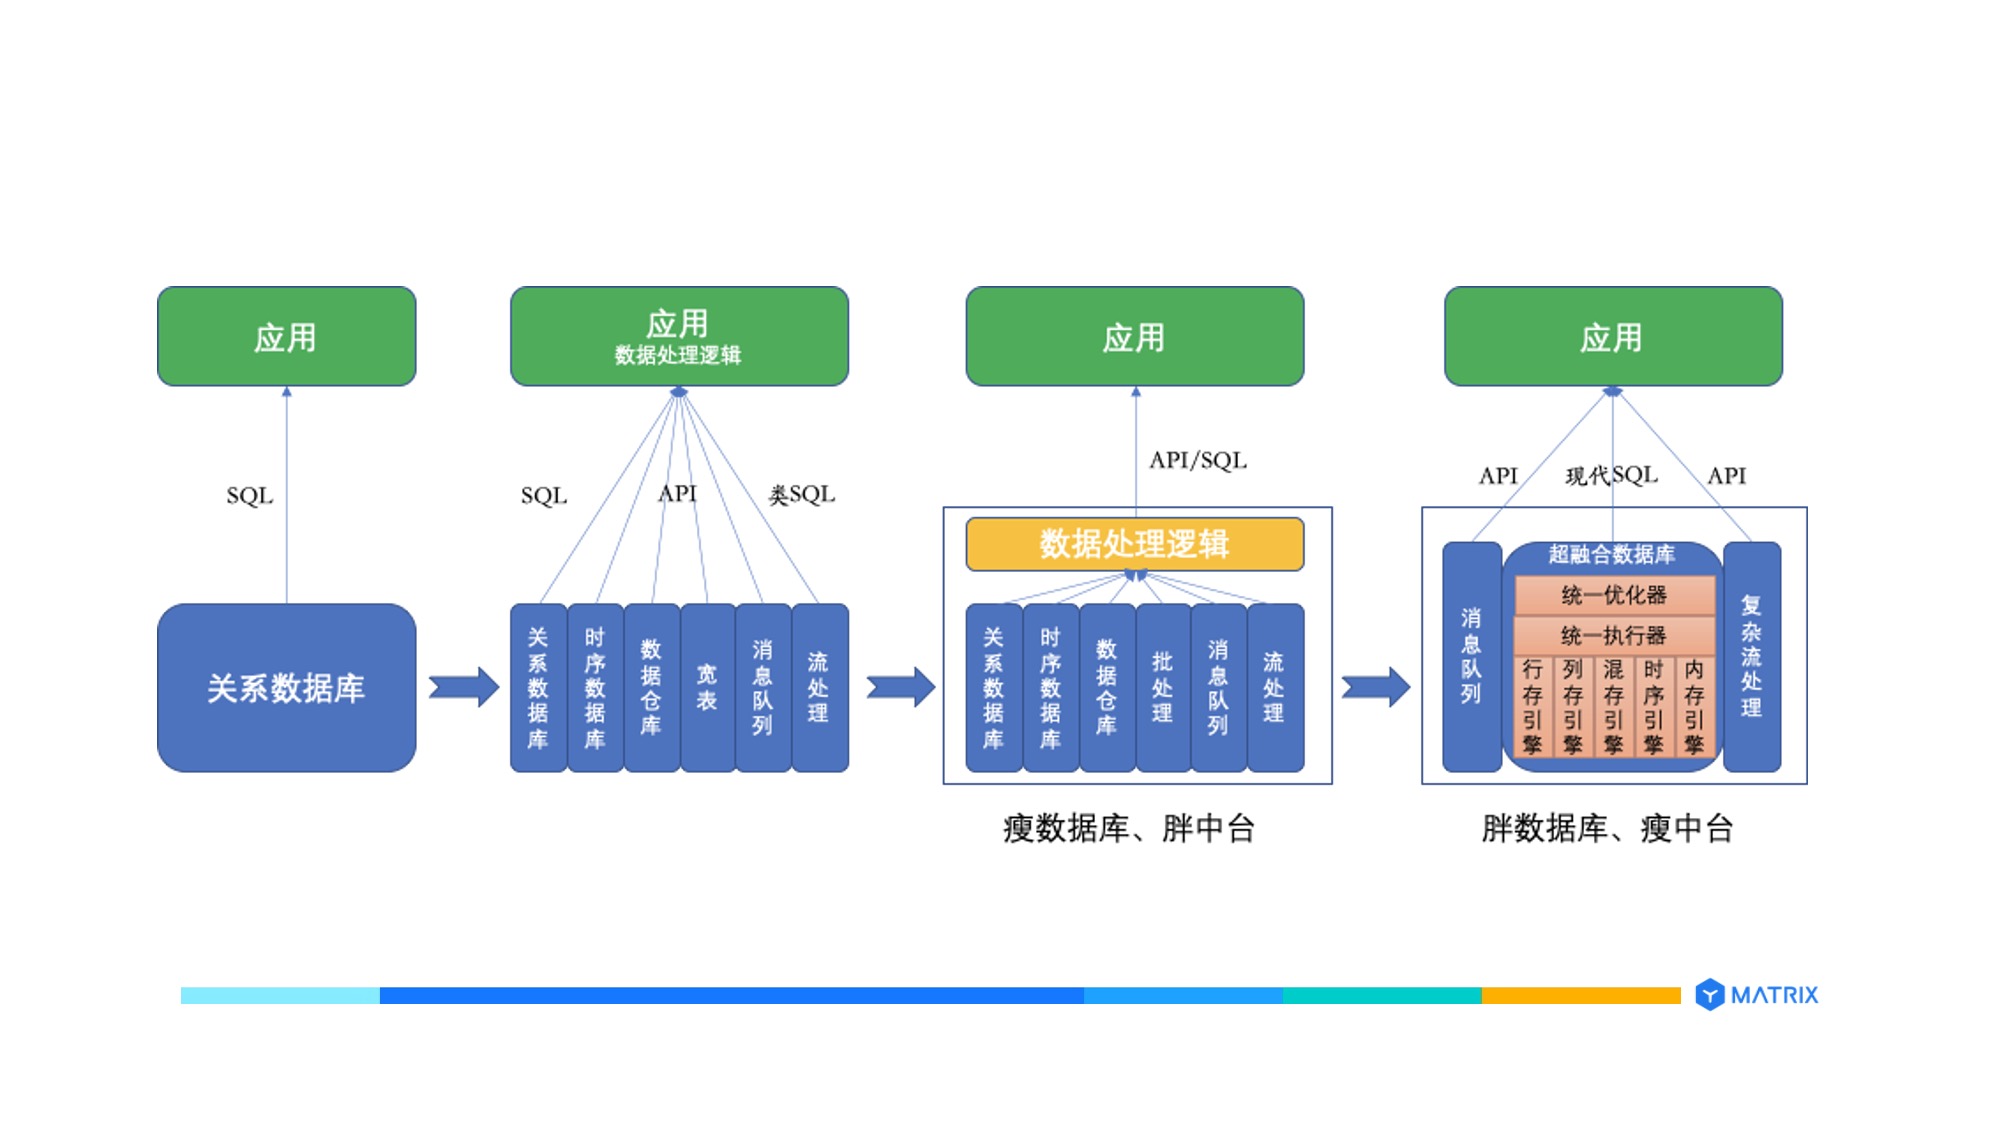 应用
SQL
关系数据库
应用
数据处理逻辑
SQL
API
类SQL
关系数据库
时序数据库
数据仓库
宽表
消息队列
流处理
应用
API/SQL
数据处理逻辑
关系数据库
时序数据库
数据仓库
批处理
消息队列
流处理
瘦数据库、胖中台
应用
API
现代SQL
API
消息队列
超融合数据库
统一优化器
统一执行器
行存引擎
列存引擎
混存引擎
时序引擎
内存引擎
复杂流处理
胖数据库、瘦中台
MATRIX